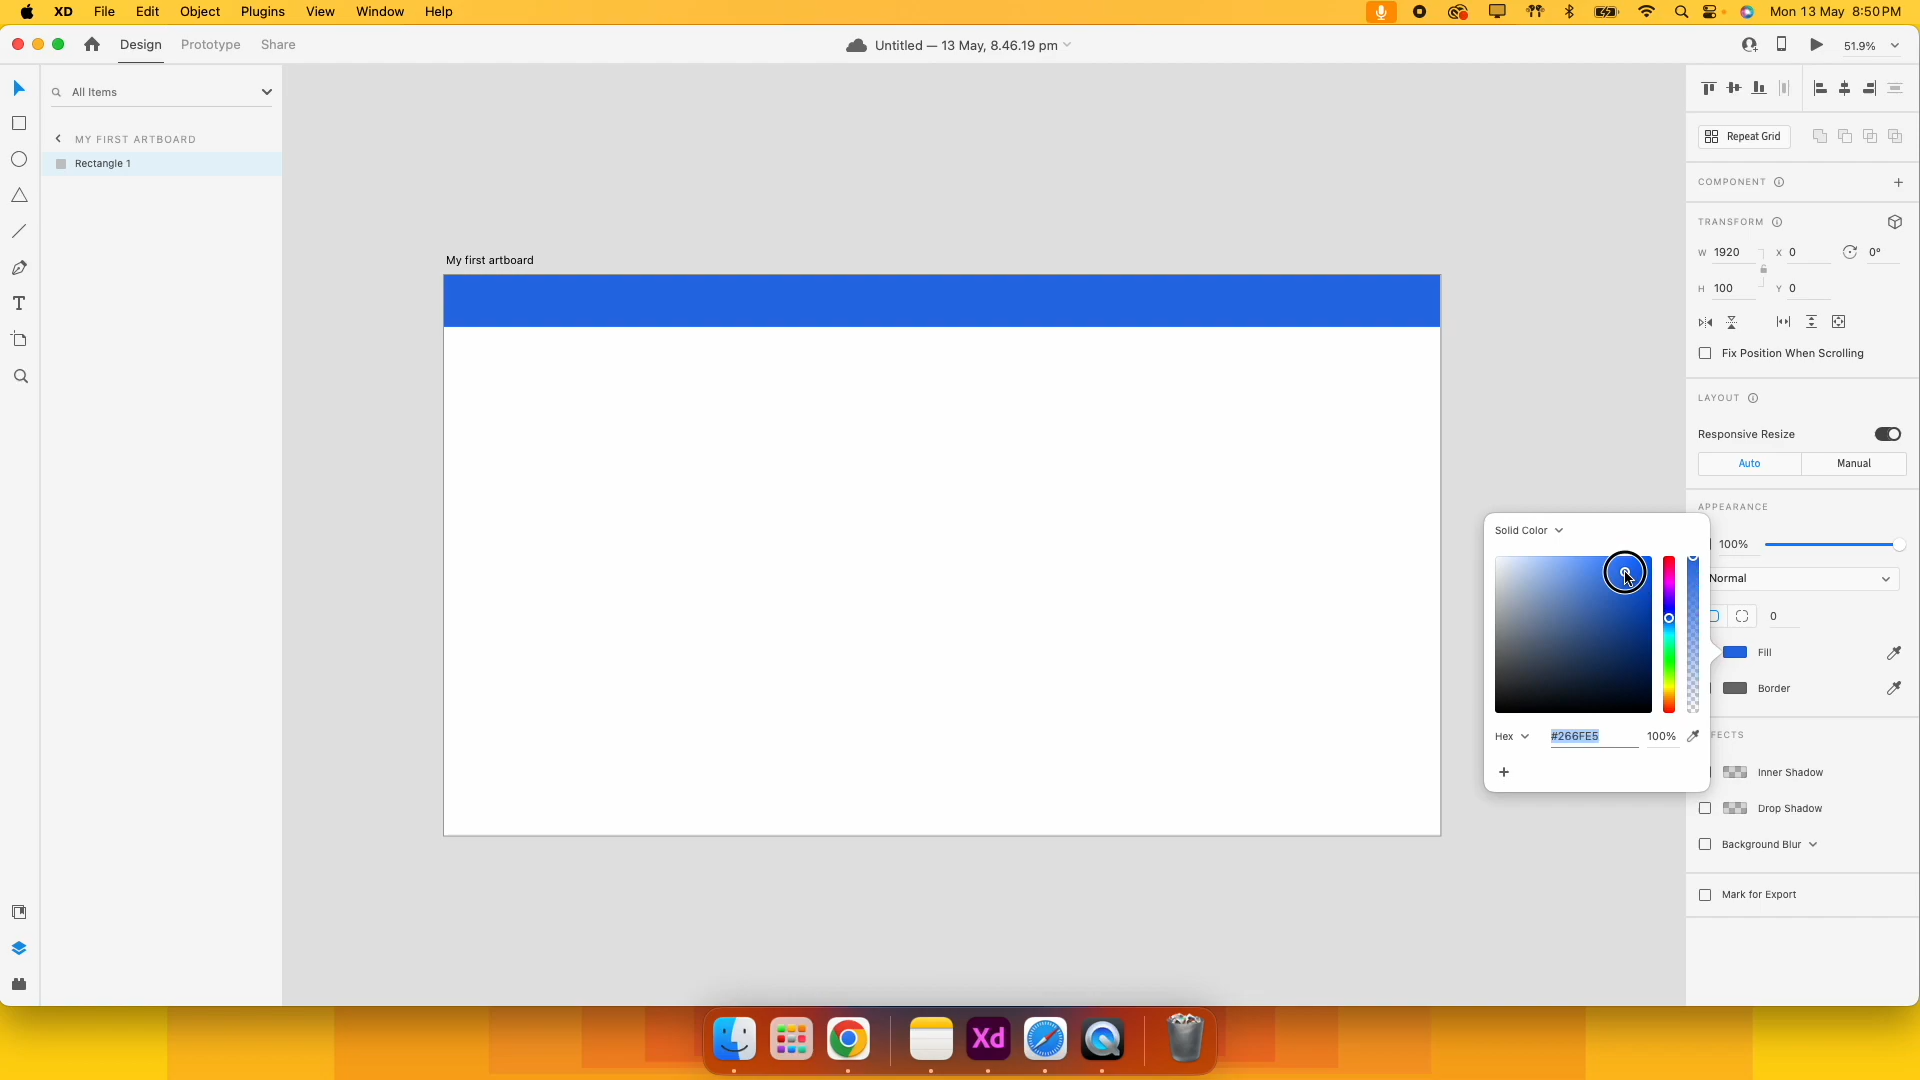 XD File Edit Object Plugins View Window Help
Mon 13 May 8:50 PM
Design Prototype Share
Untitled — 13 May, 8.46.19 pm
51.9%
All Items
MY FIRST ARTBOARD
Rectangle 1
My first artboard
Repeat Grid
COMPONENT
TRANSFORM
W 1920 X 0 0°
H 100 Y 0
Fix Position When Scrolling
LAYOUT
Responsive Resize
Auto Manual
APPEARANCE
Solid Color
100%
Normal
0
Fill
Border
Hex #266FE5 100%
FECTS
Inner Shadow
Drop Shadow
Background Blur
Mark for Export
Xd